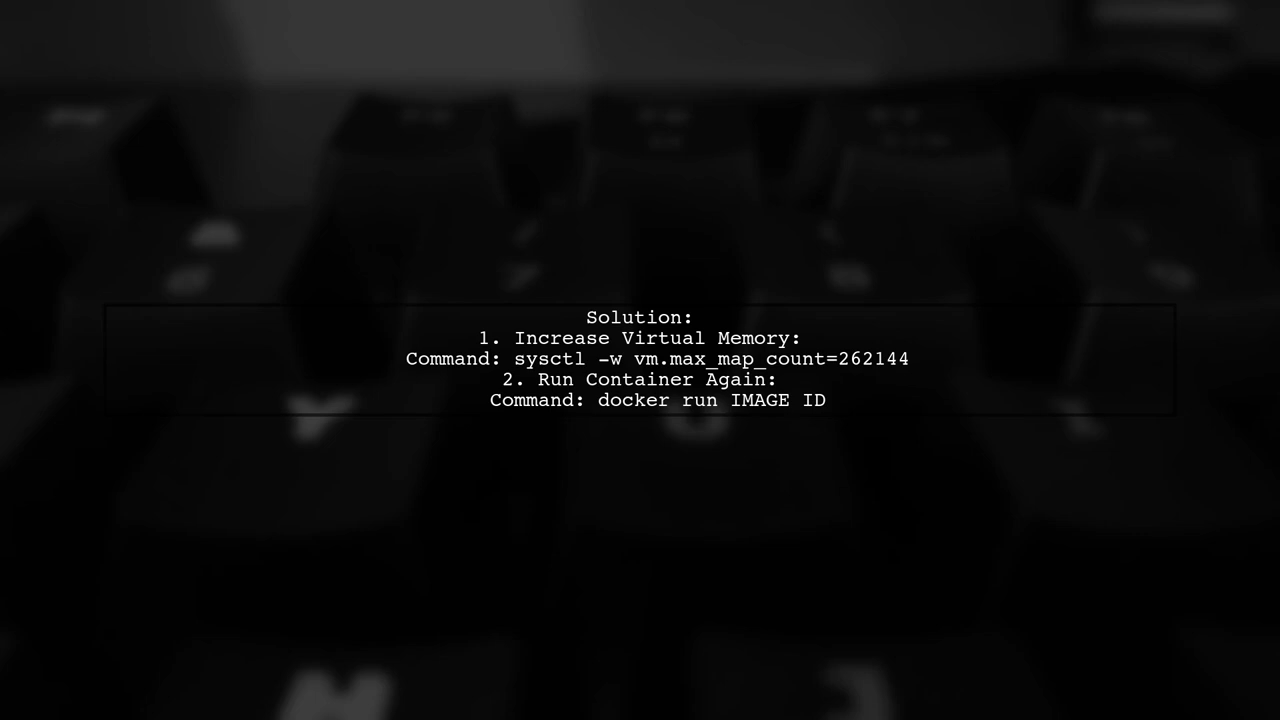 Solution:
1. Increase Virtual Memory:
Command: sysctl -w vm.max_map_count=262144
2. Run Container Again:
Command: docker run IMAGE ID